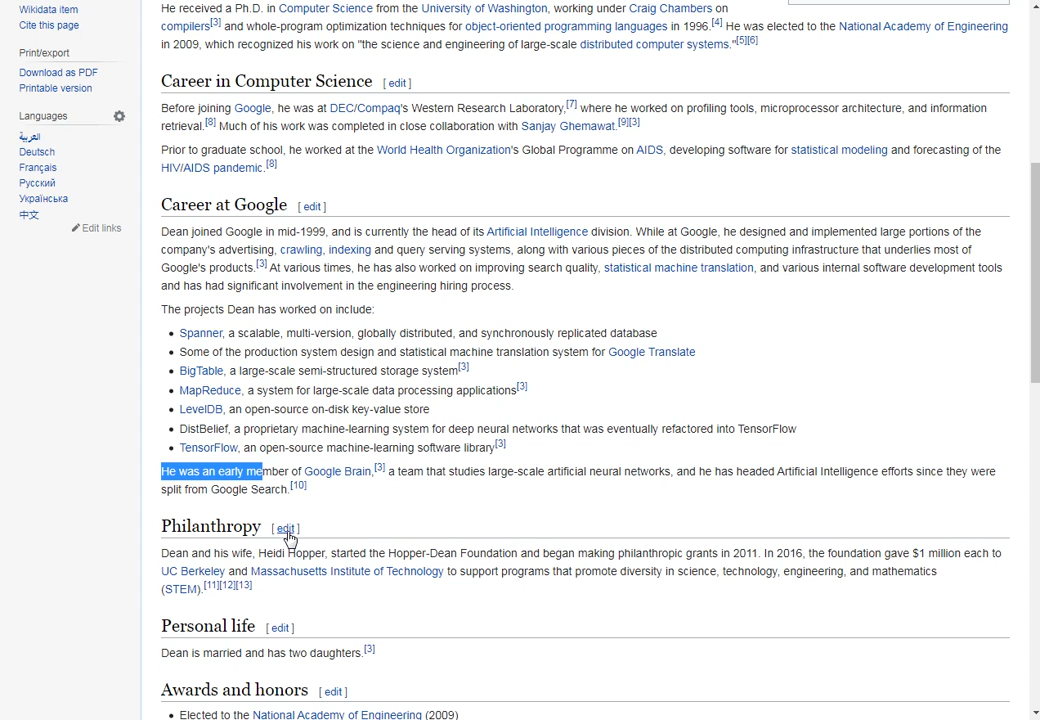 Wikidata item
Cite this page
Print/export
Download as PDF
Printable version
Languages
العربية
Deutsch
Français
Русский
Українська
中文
Edit links
He received a Ph.D. in Computer Science from the University of Washington, working under Craig Chambers on
compilers[3] and whole-program optimization techniques for object-oriented programming languages in 1996.[4] He was elected to the National Academy of Engineering
in 2009, which recognized his work on "the science and engineering of large-scale distributed computer systems."[5][6]
Career in Computer Science [ edit ]
Before joining Google, he was at DEC/Compaq's Western Research Laboratory,[7] where he worked on profiling tools, microprocessor architecture, and information
retrieval.[8] Much of his work was completed in close collaboration with Sanjay Ghemawat.[9][3]
Prior to graduate school, he worked at the World Health Organization's Global Programme on AIDS, developing software for statistical modeling and forecasting of the
HIV/AIDS pandemic.[8]
Career at Google [ edit ]
Dean joined Google in mid-1999, and is currently the head of its Artificial Intelligence division. While at Google, he designed and implemented large portions of the
company's advertising, crawling, indexing and query serving systems, along with various pieces of the distributed computing infrastructure that underlies most of
Google's products.[3] At various times, he has also worked on improving search quality, statistical machine translation, and various internal software development tools
and has had significant involvement in the engineering hiring process.
The projects Dean has worked on include:
• Spanner, a scalable, multi-version, globally distributed, and synchronously replicated database
• Some of the production system design and statistical machine translation system for Google Translate
• BigTable, a large-scale semi-structured storage system[3]
• MapReduce, a system for large-scale data processing applications[3]
• LevelDB, an open-source on-disk key-value store
• DistBelief, a proprietary machine-learning system for deep neural networks that was eventually refactored into TensorFlow
• TensorFlow, an open-source machine-learning software library[3]
He was an early member of Google Brain,[3] a team that studies large-scale artificial neural networks, and he has headed Artificial Intelligence efforts since they were
split from Google Search.[10]
Philanthropy [ edit ]
Dean and his wife, Heidi Hopper, started the Hopper-Dean Foundation and began making philanthropic grants in 2011. In 2016, the foundation gave $1 million each to
UC Berkeley and Massachusetts Institute of Technology to support programs that promote diversity in science, technology, engineering, and mathematics
(STEM).[11][12][13]
Personal life [ edit ]
Dean is married and has two daughters.[3]
Awards and honors [ edit ]
• Elected to the National Academy of Engineering (2009)